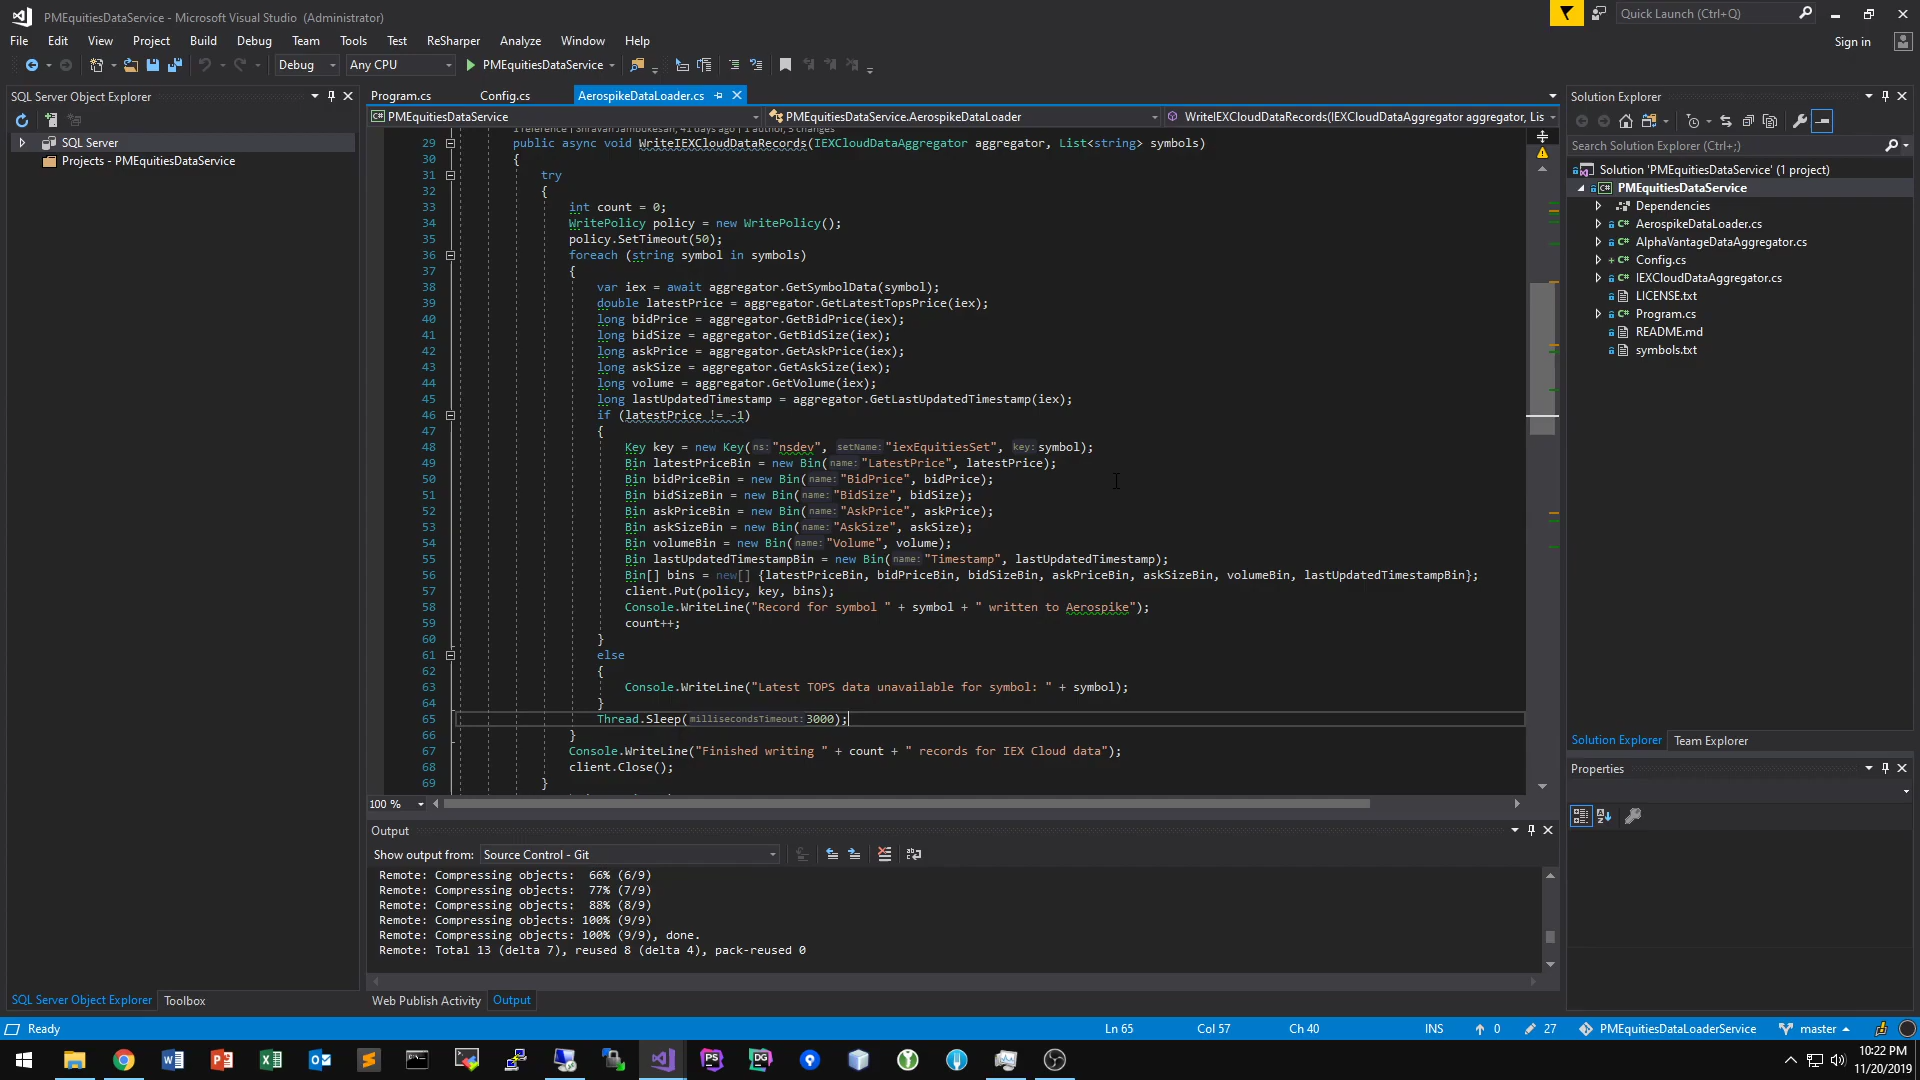 PMEquitiesDataService - Microsoft Visual Studio (Administrator)
Quick Launch (Ctrl+Q)
File Edit View Project Build Debug Team Tools Test ReSharper Analyze Window Help
Sign in
Debug Any CPU PMEquitiesDataService
SQL Server Object Explorer
SQL Server
Projects - PMEquitiesDataService
Program.cs Config.cs AerospikeDataLoader.cs
PMEquitiesDataService PMEquitiesDataService.AerospikeDataLoader WriteIEXCloudDataRecords(IEXCloudDataAggregator aggregator, Lis
1 reference | Shravan Jambukesan, 41 days ago | 1 author, 5 changes
29 public async void WriteIEXCloudDataRecords(IEXCloudDataAggregator aggregator, List<string> symbols)
30 {
31 try
32 {
33 int count = 0;
34 WritePolicy policy = new WritePolicy();
35 policy.SetTimeout(50);
36 foreach (string symbol in symbols)
37 {
38 var iex = await aggregator.GetSymbolData(symbol);
39 double latestPrice = aggregator.GetLatestTopsPrice(iex);
40 long bidPrice = aggregator.GetBidPrice(iex);
41 long bidSize = aggregator.GetBidSize(iex);
42 long askPrice = aggregator.GetAskPrice(iex);
43 long askSize = aggregator.GetAskSize(iex);
44 long volume = aggregator.GetVolume(iex);
45 long lastUpdatedTimestamp = aggregator.GetLastUpdatedTimestamp(iex);
46 if (latestPrice != -1)
47 {
48 Key key = new Key(ns: "nsdev", setName: "iexEquitiesSet", key: symbol);
49 Bin latestPriceBin = new Bin(name: "LatestPrice", latestPrice);
50 Bin bidPriceBin = new Bin(name: "BidPrice", bidPrice);
51 Bin bidSizeBin = new Bin(name: "BidSize", bidSize);
52 Bin askPriceBin = new Bin(name: "AskPrice", askPrice);
53 Bin askSizeBin = new Bin(name: "AskSize", askSize);
54 Bin volumeBin = new Bin(name: "Volume", volume);
55 Bin lastUpdatedTimestampBin = new Bin(name: "Timestamp", lastUpdatedTimestamp);
56 Bin[] bins = new[] {latestPriceBin, bidPriceBin, bidSizeBin, askPriceBin, askSizeBin, volumeBin, lastUpdatedTimestampBin};
57 client.Put(policy, key, bins);
58 Console.WriteLine("Record for symbol " + symbol + " written to Aerospike");
59 count++;
60 }
61 else
62 {
63 Console.WriteLine("Latest TOPS data unavailable for symbol: " + symbol);
64 }
65 Thread.Sleep(millisecondsTimeout: 3000);
66 }
67 Console.WriteLine("Finished writing " + count + " records for IEX Cloud data");
68 client.Close();
69 }
100 %
Output
Show output from: Source Control - Git
Remote: Compressing objects: 66% (6/9)
Remote: Compressing objects: 77% (7/9)
Remote: Compressing objects: 88% (8/9)
Remote: Compressing objects: 100% (9/9)
Remote: Compressing objects: 100% (9/9), done.
Remote: Total 13 (delta 7), reused 8 (delta 4), pack-reused 0
SQL Server Object Explorer Toolbox
Web Publish Activity Output
Solution Explorer
Search Solution Explorer (Ctrl+;)
Solution 'PMEquitiesDataService' (1 project)
PMEquitiesDataService
Dependencies
AerospikeDataLoader.cs
AlphaVantageDataAggregator.cs
Config.cs
IEXCloudDataAggregator.cs
LICENSE.txt
Program.cs
README.md
symbols.txt
Solution Explorer Team Explorer
Properties
Ready Ln 65 Col 57 Ch 40 INS 0 27 PMEquitiesDataLoaderService master
10:22 PM
11/20/2019